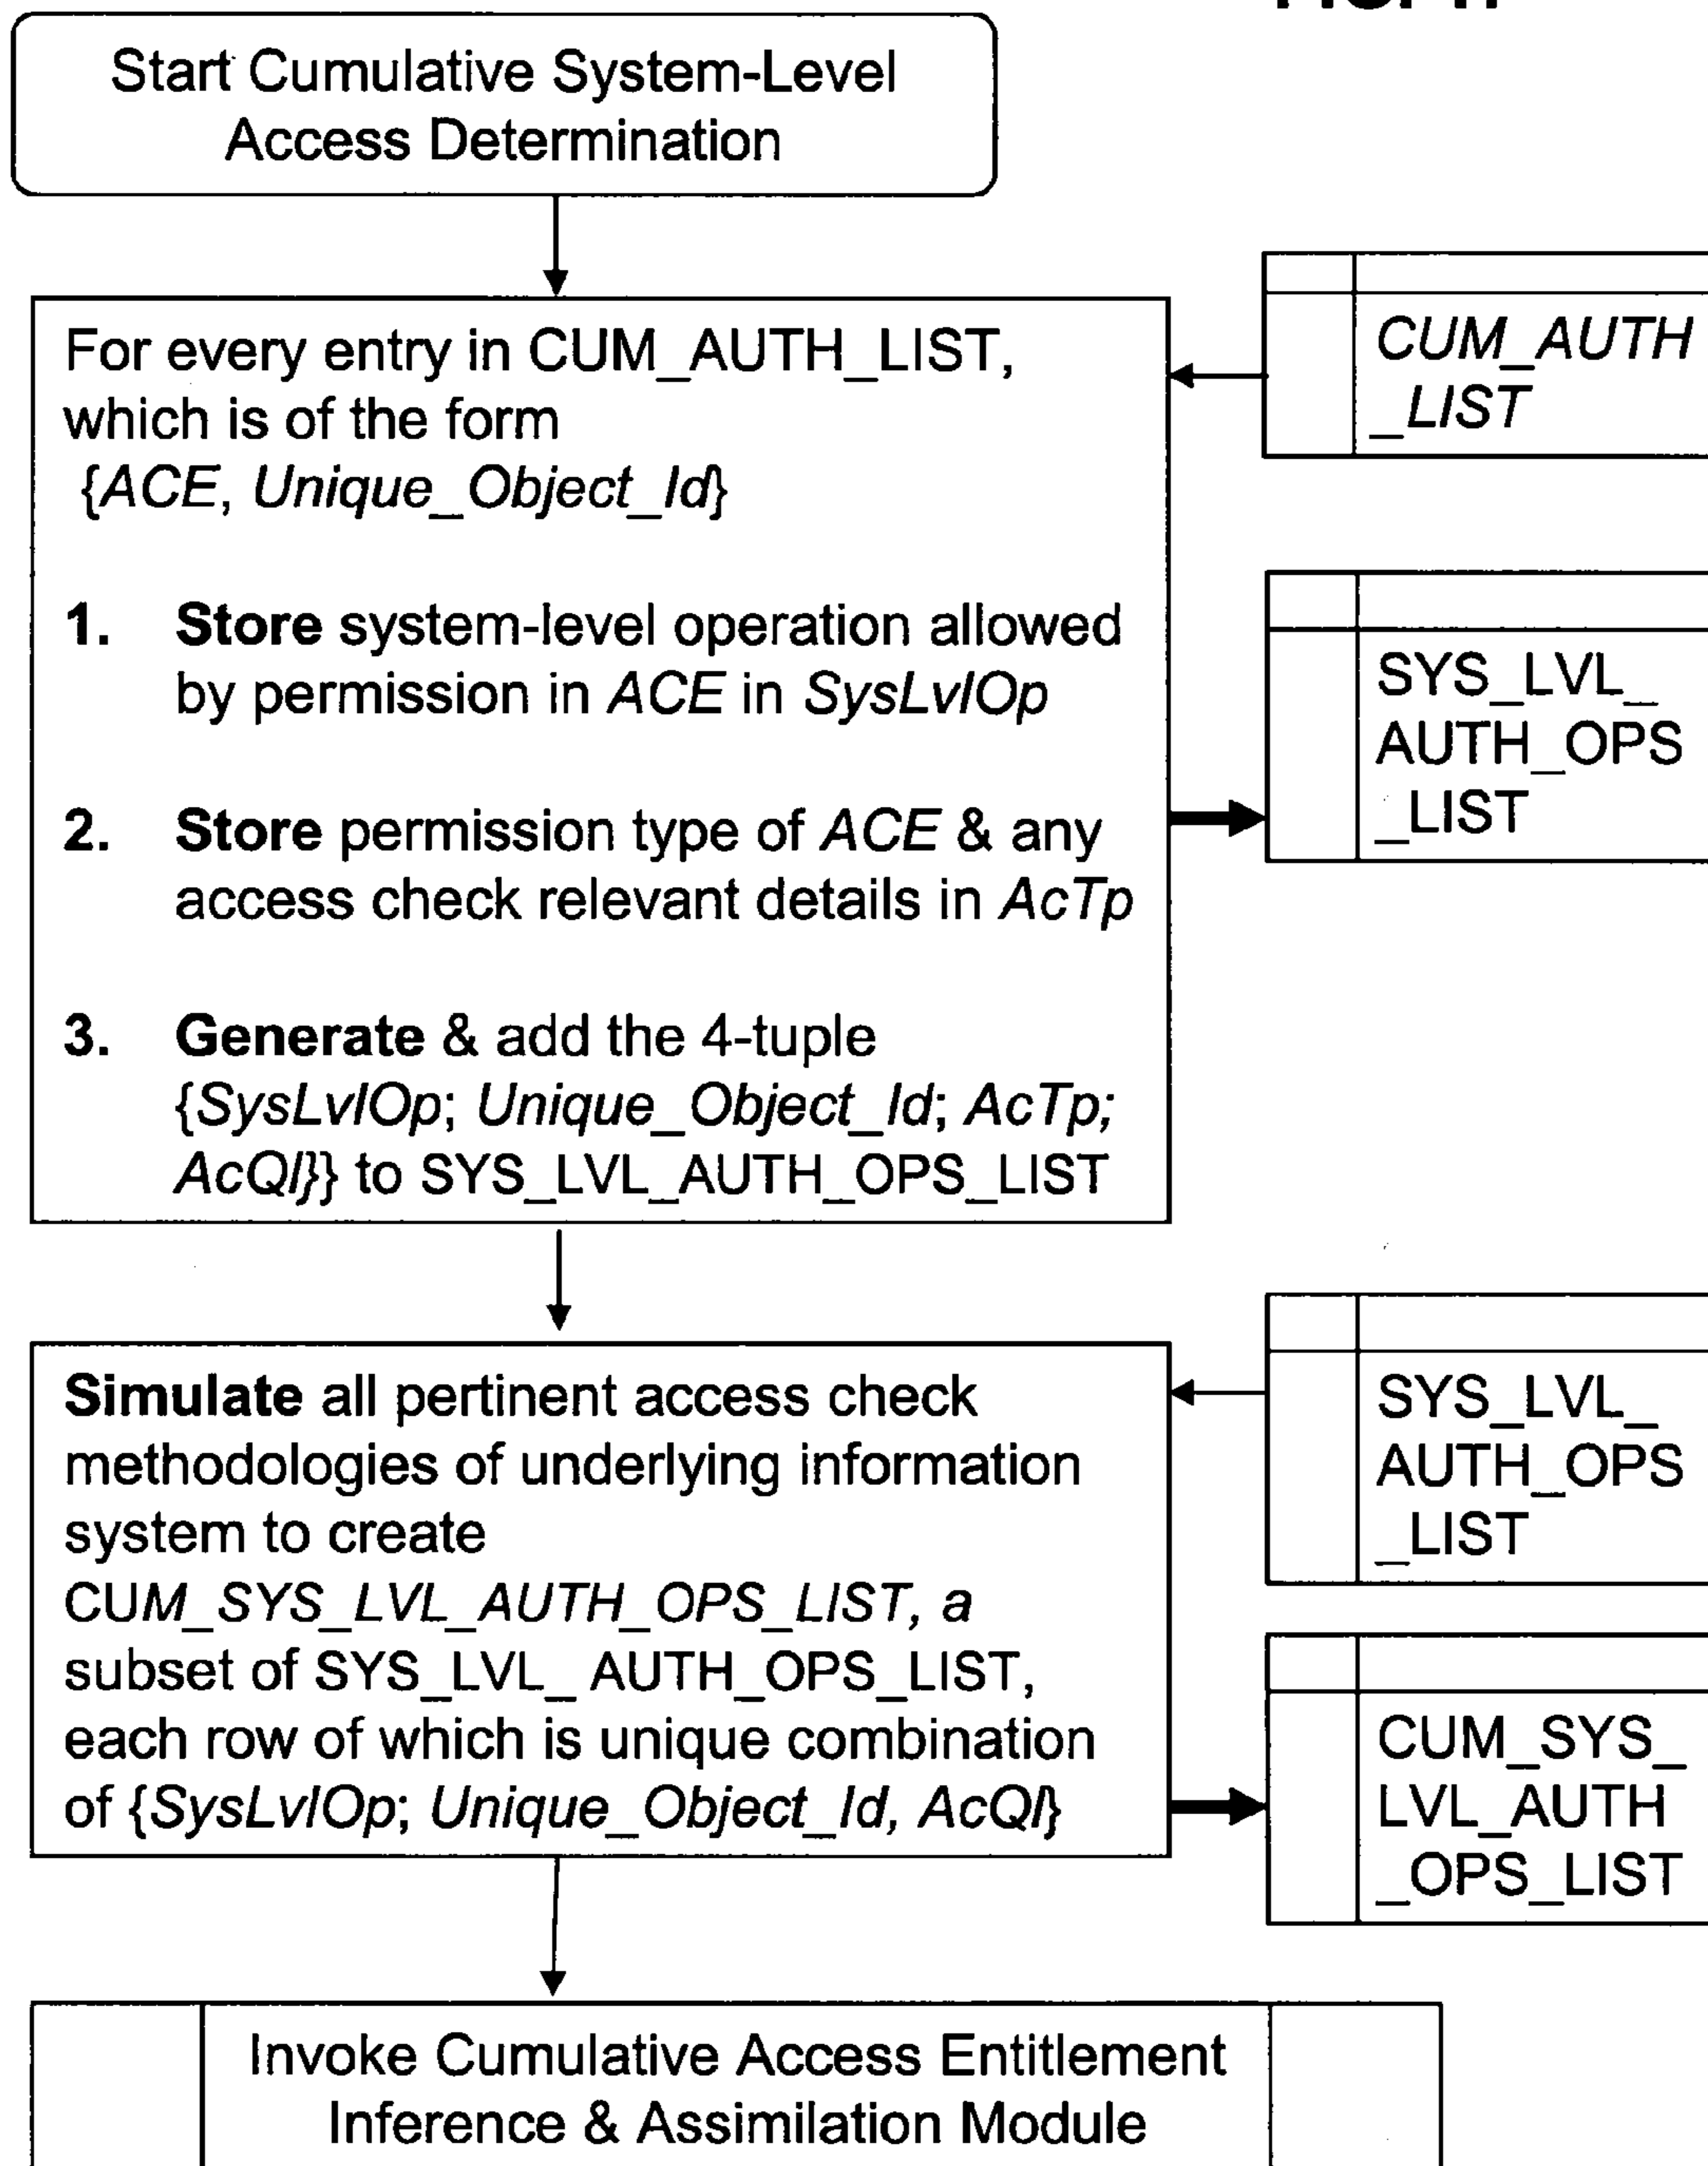 Start Cumulative System-Level
Access Determination
For every entry in CUM_AUTH_LIST,
which is of the form
{ACE, Unique_Object_Id}
1. Store system-level operation allowed
by permission in ACE in SysLvlOp
2. Store permission type of ACE & any
access check relevant details in AcTp
3. Generate & add the 4-tuple
{SysLvlOp; Unique_Object_Id; AcTp;
AcQl}} to SYS_LVL_AUTH_OPS_LIST
CUM_AUTH
_LIST
SYS_LVL_
AUTH_OPS
_LIST
Simulate all pertinent access check
methodologies of underlying information
system to create
CUM_SYS_LVL_AUTH_OPS_LIST, a
subset of SYS_LVL_ AUTH_OPS_LIST,
each row of which is unique combination
of {SysLvlOp; Unique_Object_Id, AcQl}
SYS_LVL_
AUTH_OPS
_LIST
CUM_SYS_
LVL_AUTH
_OPS_LIST
Invoke Cumulative Access Entitlement
Inference & Assimilation Module